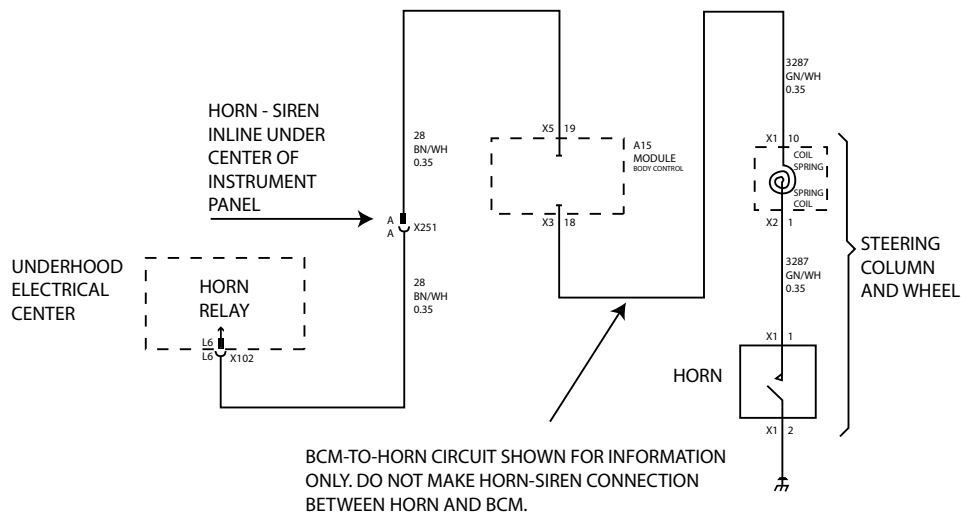 3287
GN/WH
0.35
HORN - SIREN
INLINE UNDER
CENTER OF
INSTRUMENT
PANEL
28
BN/WH
0.35
X5 19
A15
MODULE
BODY CONTROL
X1 10
COIL
SPRING
SPRING
COIL
X2 1
A
A
X251
X3 18
STEERING
COLUMN
AND WHEEL
UNDERHOOD
ELECTRICAL
CENTER
HORN
RELAY
L6
L6
X102
28
BN/WH
0.35
3287
GN/WH
0.35
X1 1
HORN
X1 2
BCM-TO-HORN CIRCUIT SHOWN FOR INFORMATION
ONLY. DO NOT MAKE HORN-SIREN CONNECTION
BETWEEN HORN AND BCM.